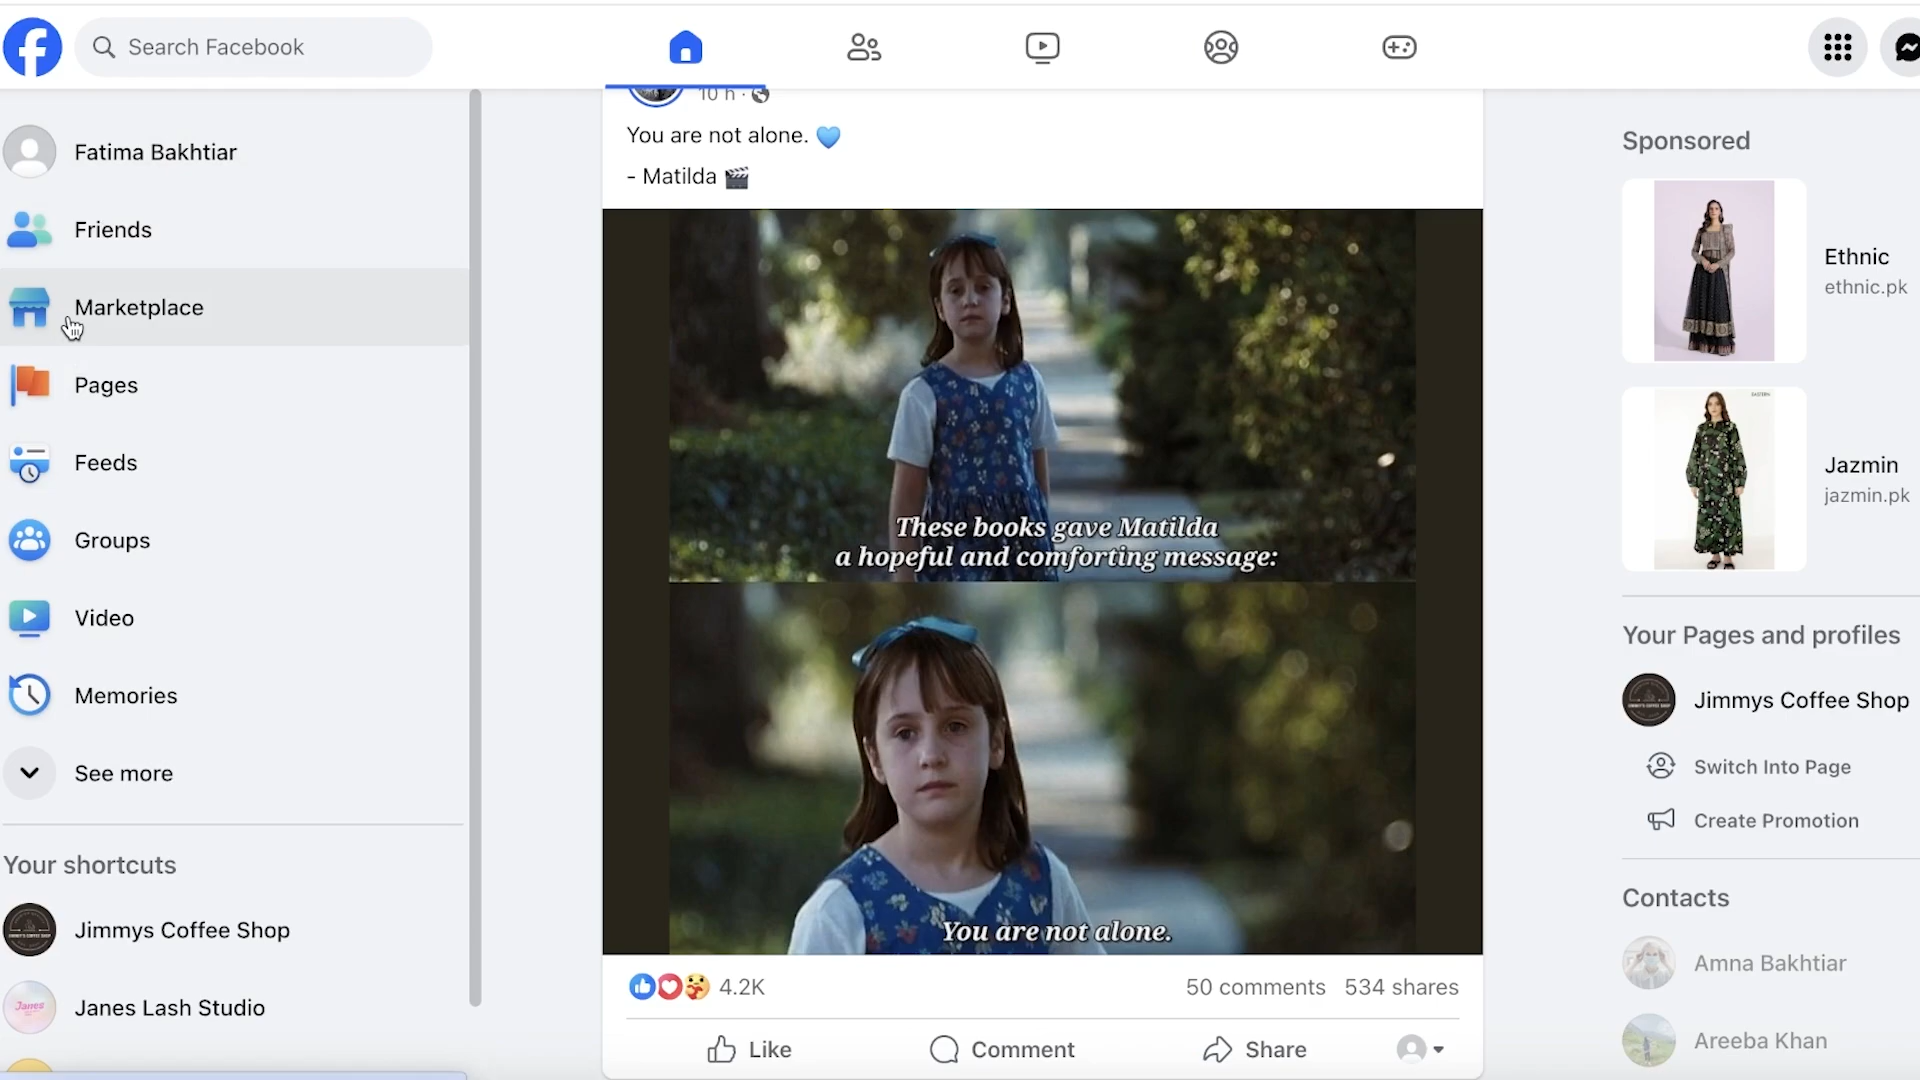 Search Facebook
Fatima Bakhtiar
Friends
Marketplace
Pages
Feeds
Groups
Video
Memories
See more
Your shortcuts
Jimmys Coffee Shop
Janes Lash Studio
Janes
10 h ·
You are not alone. 💙
- Matilda 🎬
These books gave Matilda
a hopeful and comforting message:
You are not alone.
4.2K
50 comments 534 shares
Like Comment Share
Sponsored
Ethnic
ethnic.pk
Jazmin
jazmin.pk
Your Pages and profiles
Jimmys Coffee Shop
Switch Into Page
Create Promotion
Contacts
Amna Bakhtiar
Areeba Khan